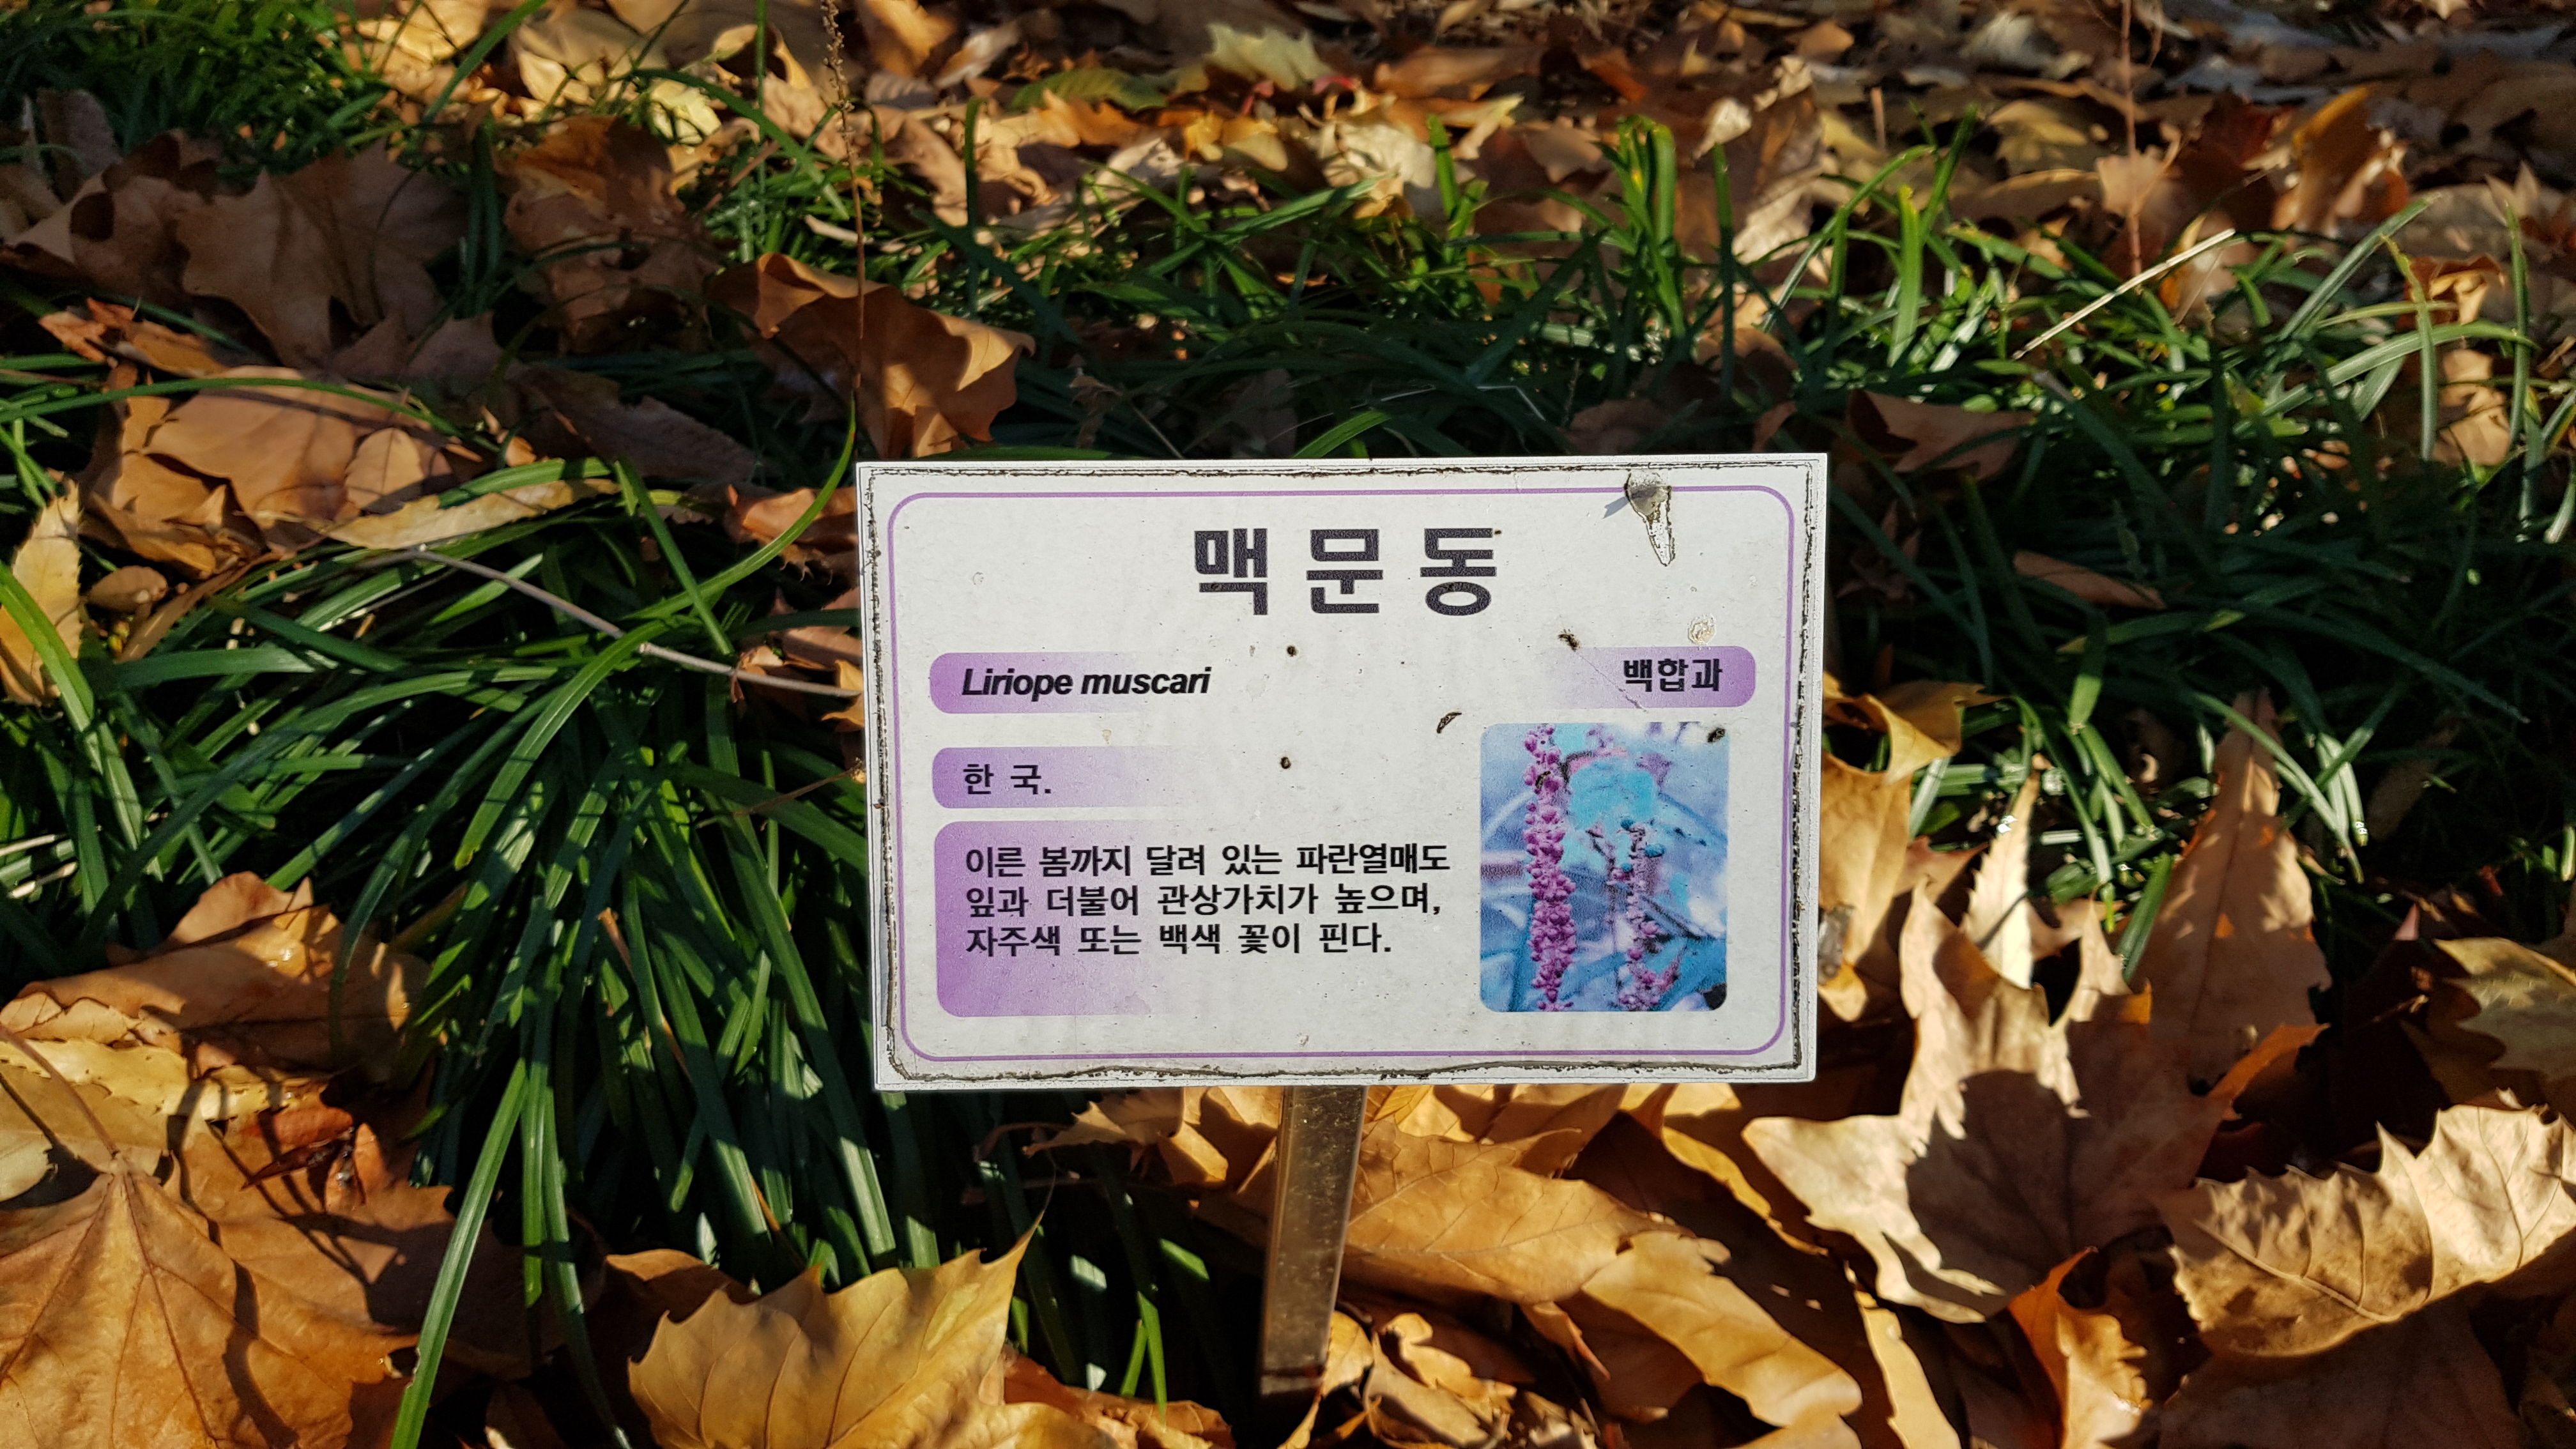 맥문동
Liriope muscari
백합과
한 국.
이른 봄까지 달려 있는 파란열매도
잎과 더불어 관상가치가 높으며,
자주색 또는 백색 꽃이 핀다.